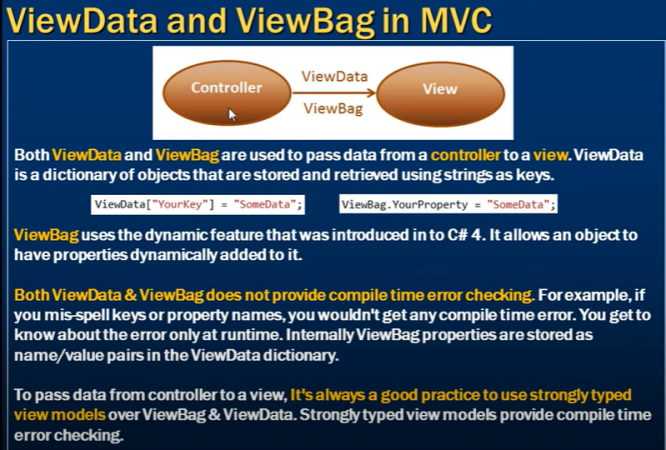 ViewData and ViewBag in MVC
Controller
ViewData
ViewBag
View
Both ViewData and ViewBag are used to pass data from a controller to a view. ViewData
is a dictionary of objects that are stored and retrieved using strings as keys.
ViewData["YourKey"] = "SomeData";
ViewBag.YourProperty = "SomeData";
ViewBag uses the dynamic feature that was introduced in to C# 4. It allows an object to
have properties dynamically added to it.
Both ViewData & ViewBag does not provide compile time error checking. For example, if
you mis-spell keys or property names, you wouldn't get any compile time error. You get to
know about the error only at runtime. Internally ViewBag properties are stored as
name/value pairs in the ViewData dictionary.
To pass data from controller to a view, It's always a good practice to use strongly typed
view models over ViewBag & ViewData. Strongly typed view models provide compile time
error checking.